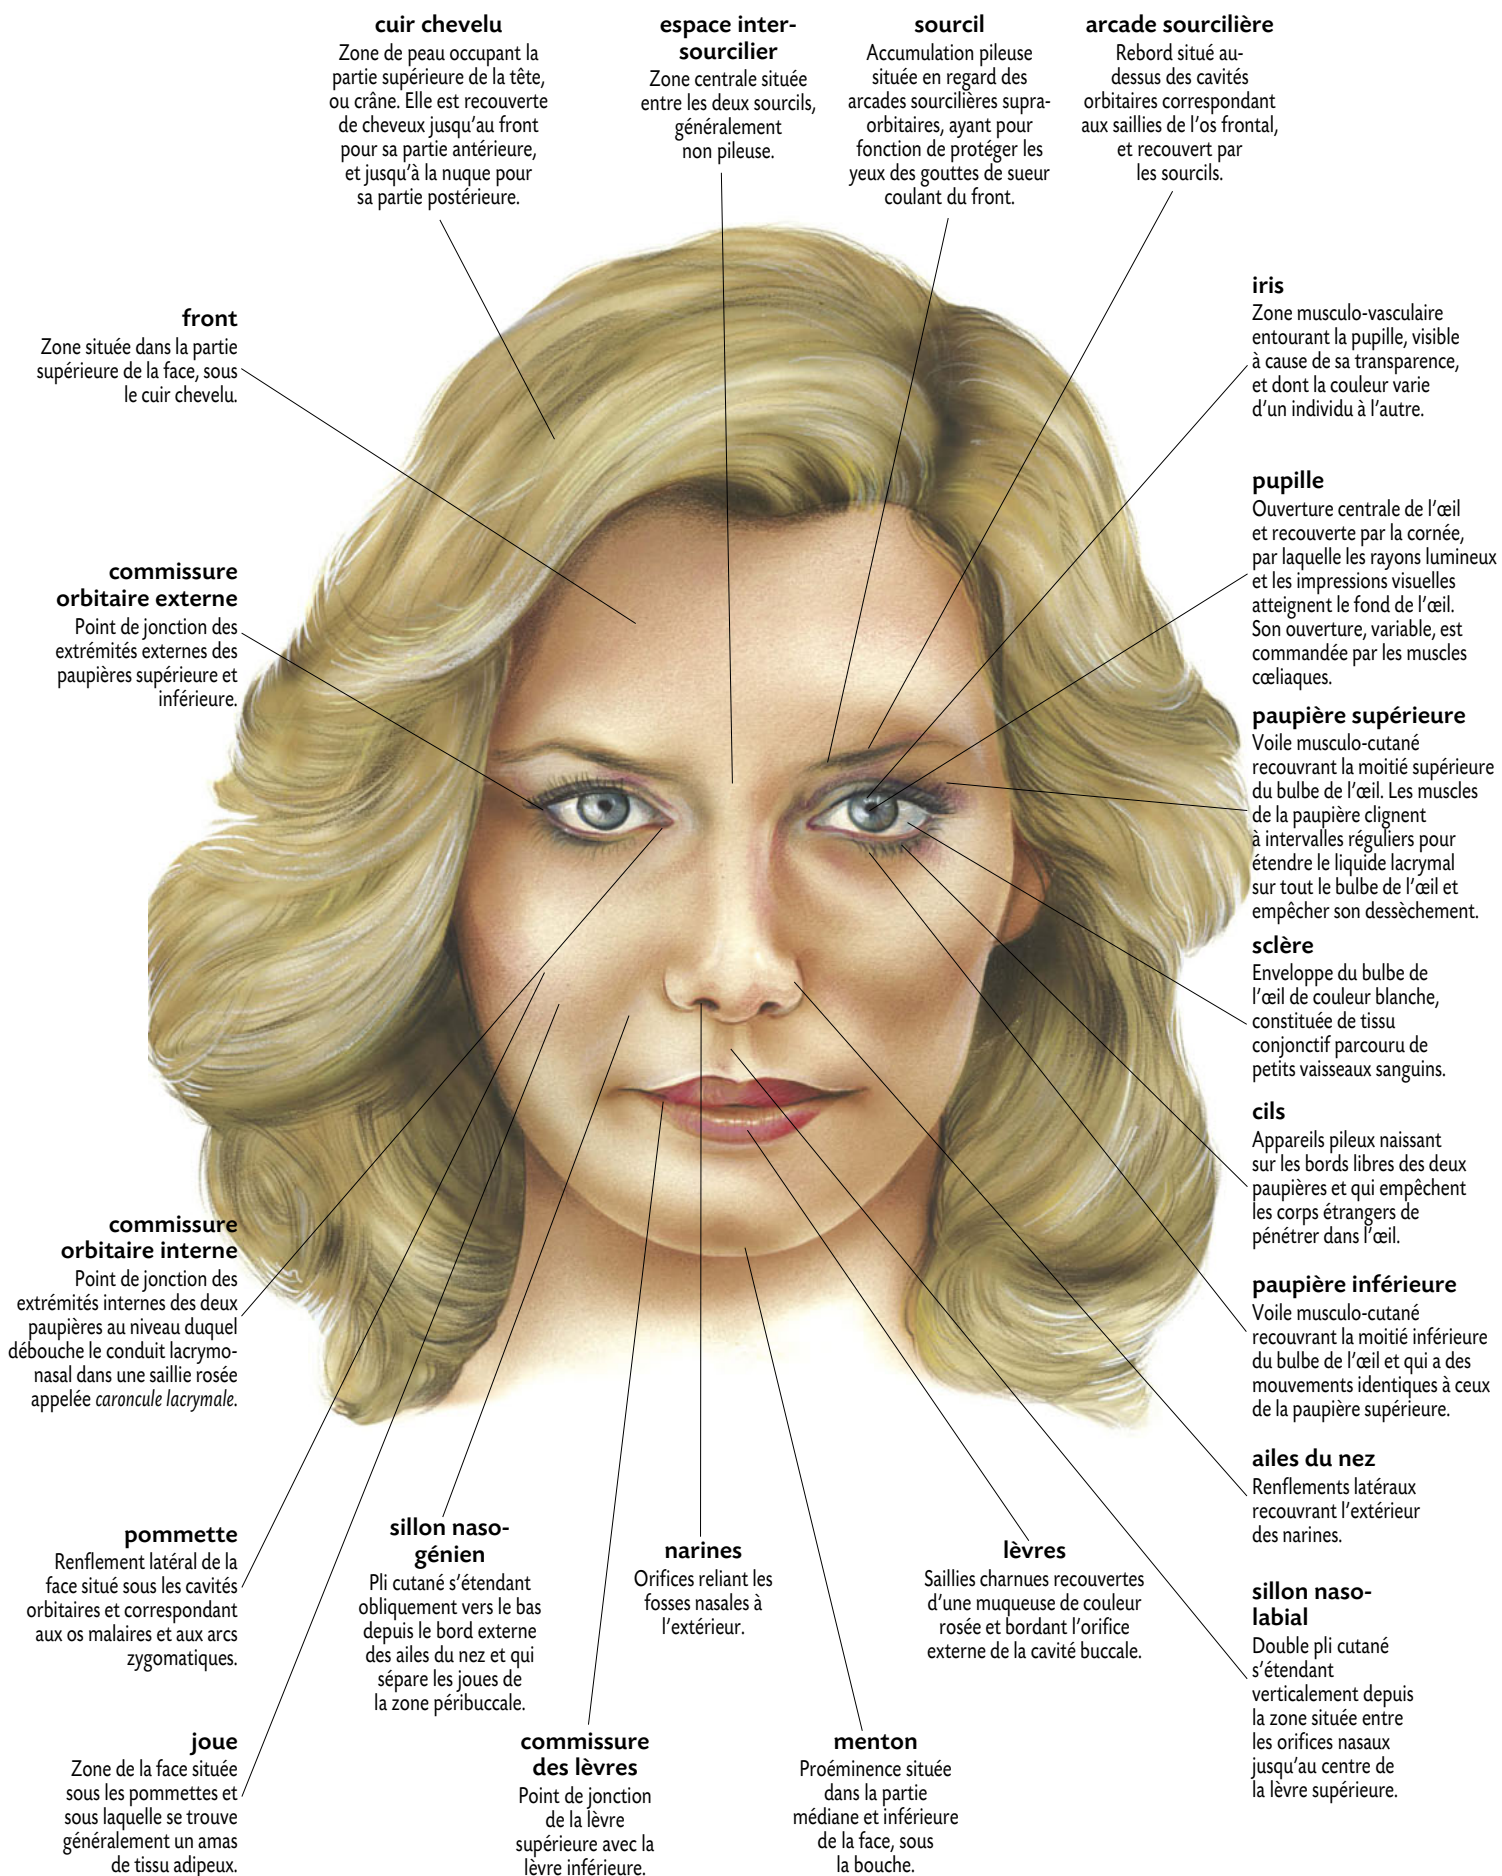 cuir chevelu
Zone de peau occupant la
partie supérieure de la tête,
ou crâne. Elle est recouverte
de cheveux jusqu’au front
pour sa partie antérieure,
et jusqu’à la nuque pour
sa partie postérieure.
espace inter-
sourcilier
Zone centrale située
entre les deux sourcils,
généralement
non pileuse.
sourcil
Accumulation pileuse
située en regard des
arcades sourcilières supra-
orbitaires, ayant pour
fonction de protéger les
yeux des gouttes de sueur
coulant du front.
arcade sourcilière
Rebord situé au-
dessus des cavités
orbitaires correspondant
aux saillies de l’os frontal,
et recouvert par
les sourcils.
front
Zone située dans la partie
supérieure de la face, sous
le cuir chevelu.
commissure
orbitaire externe
Point de jonction des
extrémités externes des
paupières supérieure et
inférieure.
commissure
orbitaire interne
Point de jonction des
extrémités internes des deux
paupières au niveau duquel
débouche le conduit lacrymo-
nasal dans une saillie rosée
appelée caroncule lacrymale.
pommette
Renflement latéral de la
face situé sous les cavités
orbitaires et correspondant
aux os malaires et aux arcs
zygomatiques.
joue
Zone de la face située
sous les pommettes et
sous laquelle se trouve
généralement un amas
de tissu adipeux.
sillon naso-
génien
Pli cutané s’étendant
obliquement vers le bas
depuis le bord externe
des ailes du nez et qui
sépare les joues de
la zone péribuccale.
commissure
des lèvres
Point de jonction
de la lèvre
supérieure avec la
lèvre inférieure.
narines
Orifices reliant les
fosses nasales à
l’extérieur.
menton
Proéminence située
dans la partie
médiane et inférieure
de la face, sous
la bouche.
lèvres
Saillies charnues recouvertes
d’une muqueuse de couleur
rosée et bordant l’orifice
externe de la cavité buccale.
iris
Zone musculo-vasculaire
entourant la pupille, visible
à cause de sa transparence,
et dont la couleur varie
d’un individu à l’autre.
pupille
Ouverture centrale de l’œil
et recouverte par la cornée,
par laquelle les rayons lumineux
et les impressions visuelles
atteignent le fond de l’œil.
Son ouverture, variable, est
commandée par les muscles
cœliaques.
paupière supérieure
Voile musculo-cutané
recouvrant la moitié supérieure
du bulbe de l’œil. Les muscles
de la paupière clignent
à intervalles réguliers pour
étendre le liquide lacrymal
sur tout le bulbe de l’œil et
empêcher son dessèchement.
sclère
Enveloppe du bulbe de
l’œil de couleur blanche,
constituée de tissu
conjonctif parcouru de
petits vaisseaux sanguins.
cils
Appareils pileux naissant
sur les bords libres des deux
paupières et qui empêchent
les corps étrangers de
pénétrer dans l’œil.
paupière inférieure
Voile musculo-cutané
recouvrant la moitié inférieure
du bulbe de l’œil et qui a des
mouvements identiques à ceux
de la paupière supérieure.
ailes du nez
Renflements latéraux
recouvrant l’extérieur
des narines.
sillon naso-
labial
Double pli cutané
s’étendant
verticalement depuis
la zone située entre
les orifices nasaux
jusqu’au centre de
la lèvre supérieure.